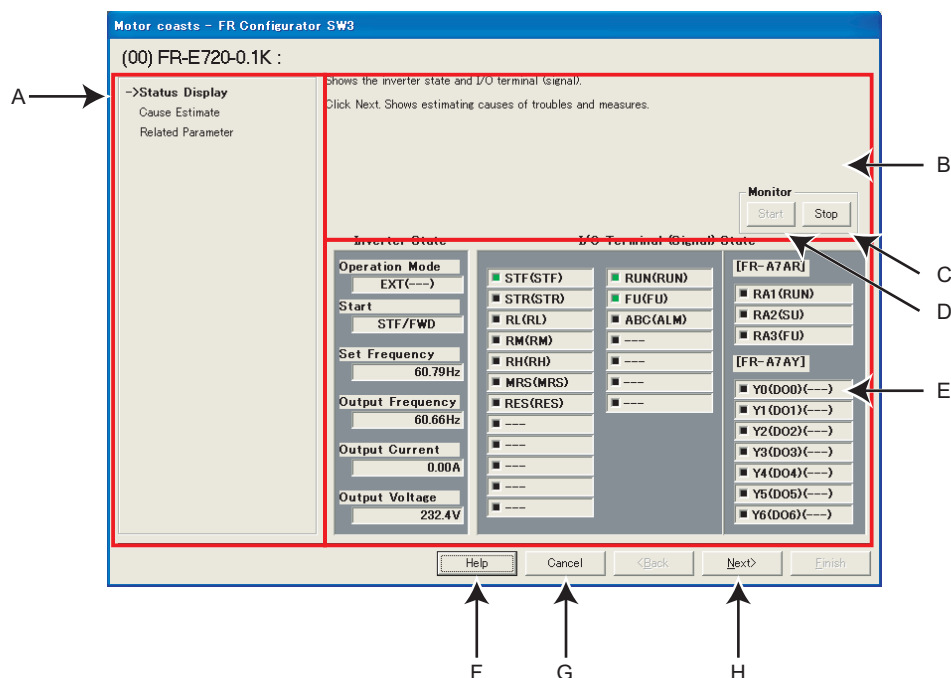 Motor coasts - FR Configurator SW3
(00) FR-E720-0.1K :
A
->Status Display
Cause Estimate
Related Parameter
Shows the inverter state and I/O terminal (signal).
Click Next. Shows estimating causes of troubles and measures.
B
Monitor
Start
Stop
C
D
Inverter State
I/O Terminal (Signal) State
Operation Mode
EXT(---)
Start
STF/FWD
Set Frequency
60.79Hz
Output Frequency
60.66Hz
Output Current
0.00A
Output Voltage
232.4V
STF(STF)
STR(STR)
RL(RL)
RM(RM)
RH(RH)
MRS(MRS)
RES(RES)
---
---
---
---
---
RUN(RUN)
FU(FU)
ABC(ALM)
---
---
---
---
[FR-A7AR]
RA1(RUN)
RA2(SU)
RA3(FU)
[FR-A7AY]
Y0(DO0)(---)
Y1(DO1)(---)
Y2(DO2)(---)
Y3(DO3)(---)
Y4(DO4)(---)
Y5(DO5)(---)
Y6(DO6)(---)
E
Help
Cancel
<Back
Next>
Finish
F
G
H